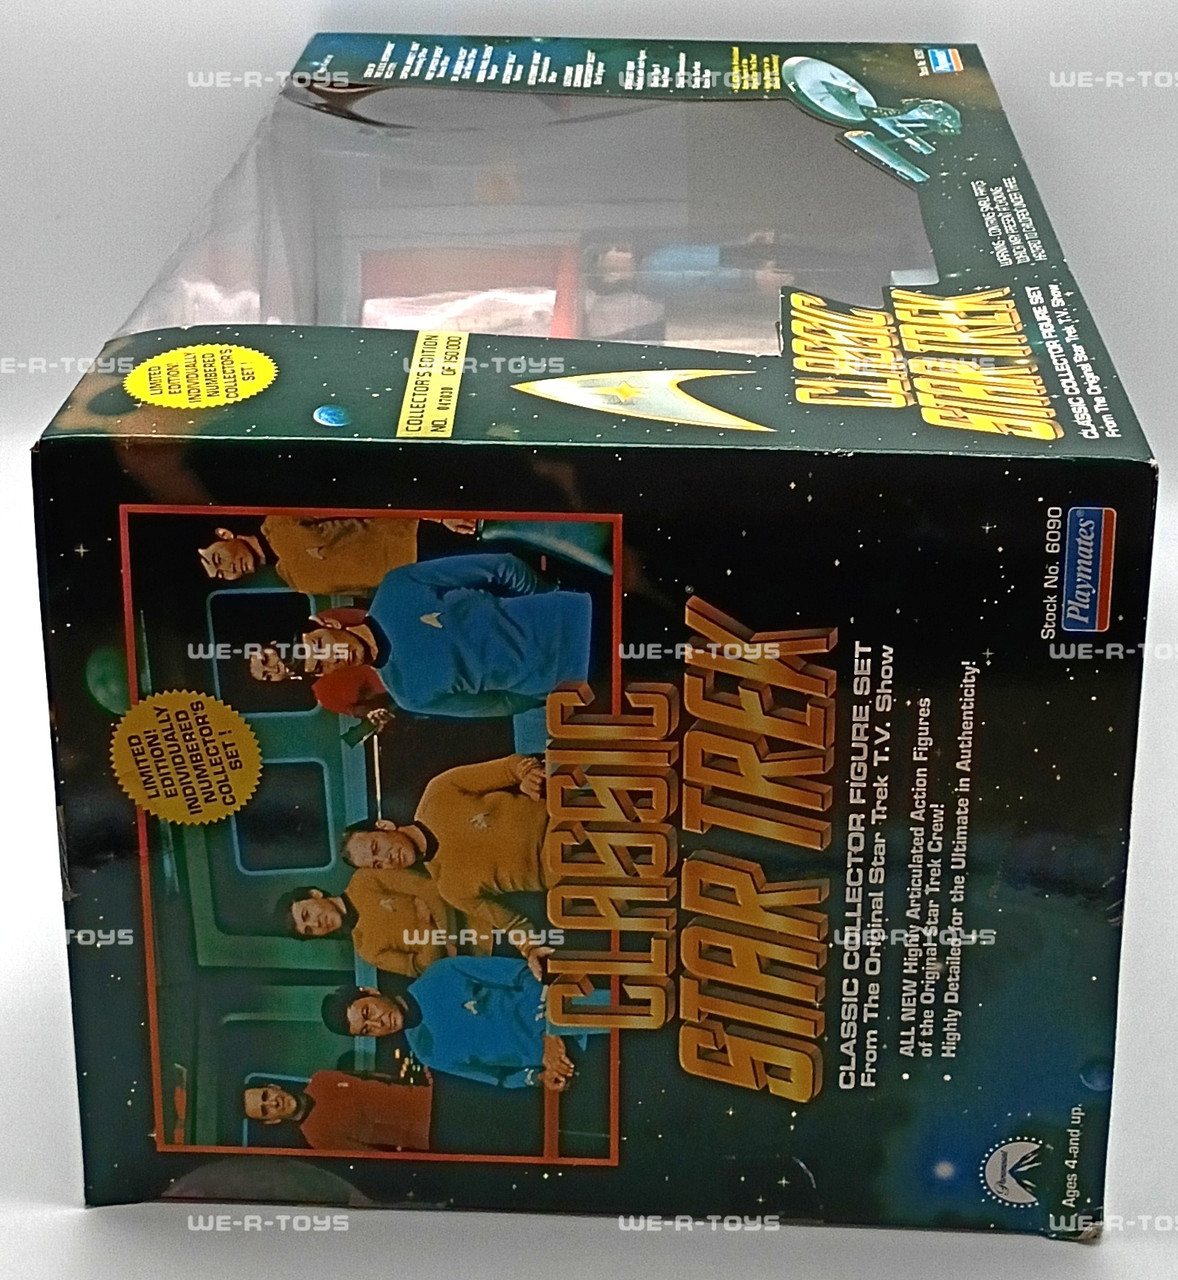 LIMITED
EDITION!
INDIVIDUALLY
NUMBERED
COLLECTOR'S
SET!
CLASSIC
STAR TREK®
CLASSIC COLLECTOR FIGURE SET
From The Original Star Trek T.V. Show
• ALL NEW Highly Articulated Action Figures
of the Original Star Trek Crew!
• Highly Detailed for the Ultimate in Authenticity!
Stock No. 6090
Playmates®
Paramount
Ages 4 and up.
LIMITED
EDITION
INDIVIDUALLY
NUMBERED
COLLECTOR'S
SET!
COLLECTOR'S EDITION
NO. 047030 OF 150,000
CLASSIC
STAR TREK
CLASSIC COLLECTOR FIGURE SET
From The Original Star Trek T.V. Show
WE-R-TOYS